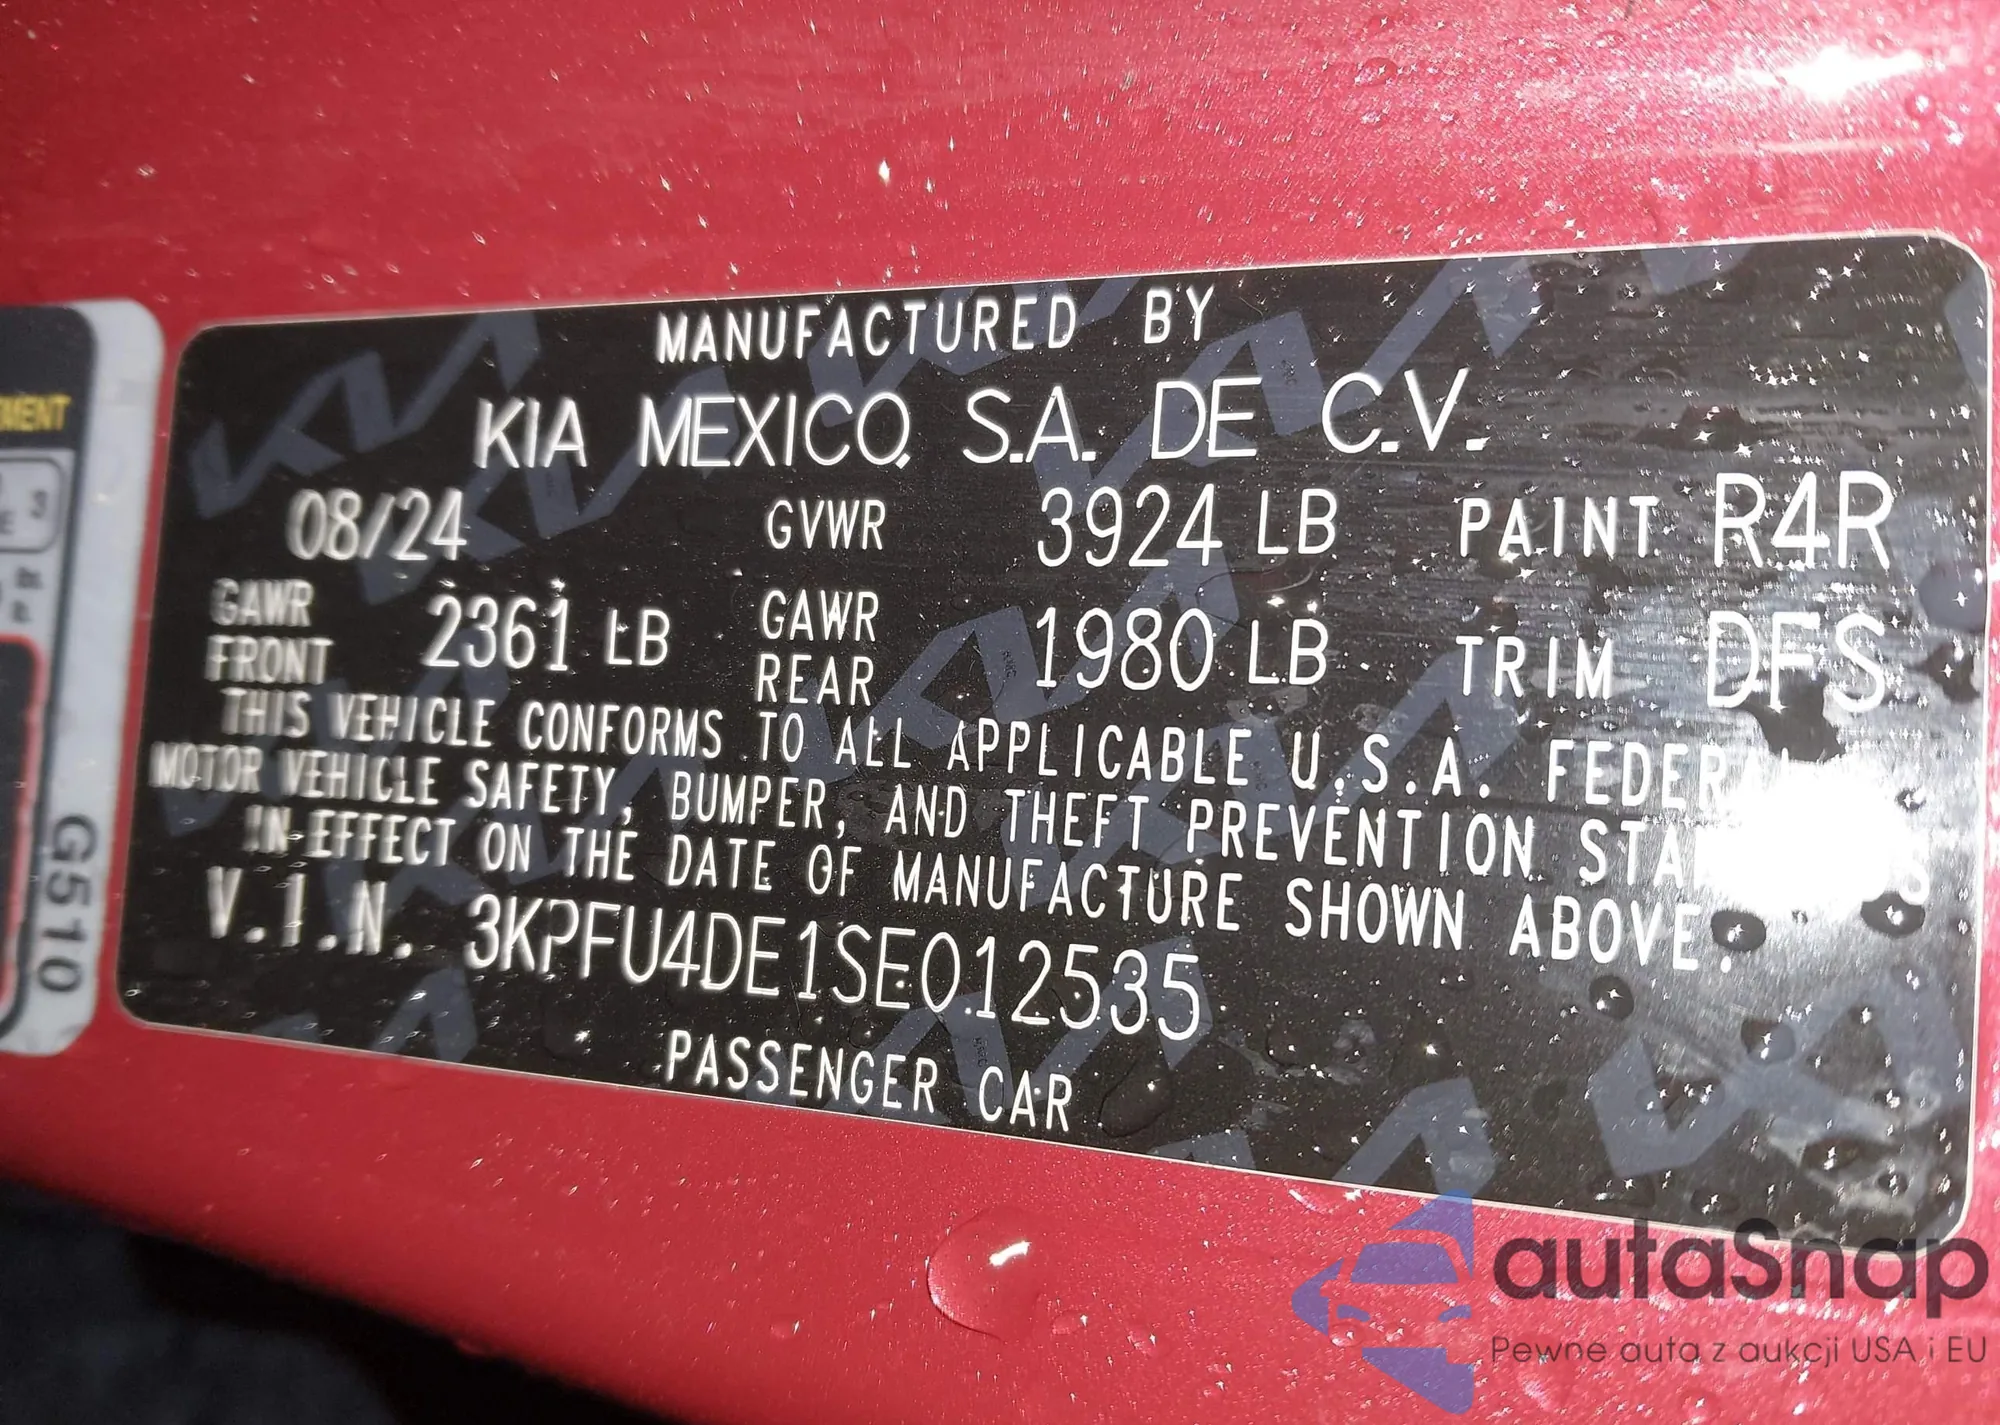 MANUFACTURED BY
KIA MEXICO, S.A. DE C.V.
08/24 GVWR 3924 LB PAINT R4R
GAWR FRONT 2361 LB GAWR REAR 1980 LB TRIM DFS
THIS VEHICLE CONFORMS TO ALL APPLICABLE U.S.A. FEDERAL
MOTOR VEHICLE SAFETY, BUMPER, AND THEFT PREVENTION STANDARDS
IN EFFECT ON THE DATE OF MANUFACTURE SHOWN ABOVE.
V.I.N. 3KPFU4DE1SE012535
PASSENGER CAR
G510
autaSnap
Pewne auta z aukcji USA i EU